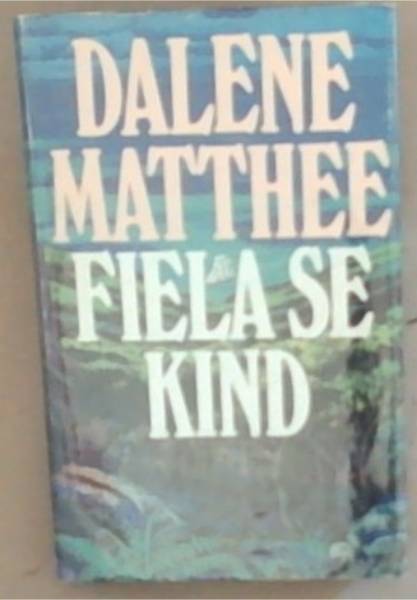 DALENE
MATTHEE
FIELA SE
KIND